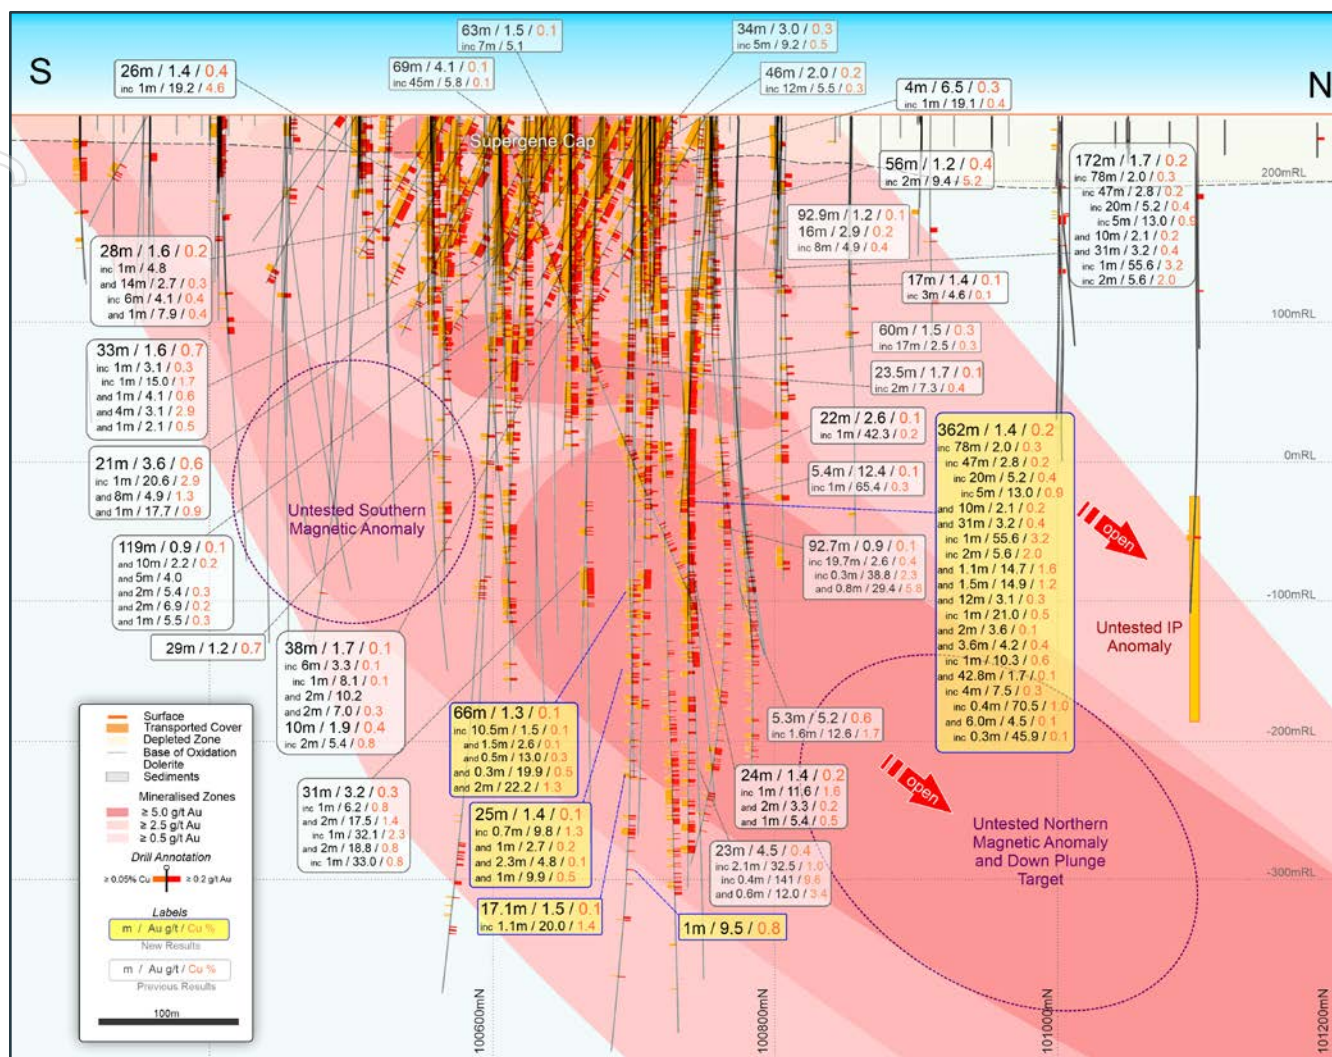 S
N
63m / 1.5 / 0.1
inc 7m / 5.1
34m / 3.0 / 0.3
inc 5m / 9.2 / 0.5
26m / 1.4 / 0.4
inc 1m / 19.2 / 4.6
69m / 4.1 / 0.1
inc 45m / 5.8 / 0.1
46m / 2.0 / 0.2
inc 12m / 5.5 / 0.3
4m / 6.5 / 0.3
inc 1m / 19.1 / 0.4
Supergene Cap
56m / 1.2 / 0.4
inc 2m / 9.4 / 5.2
172m / 1.7 / 0.2
inc 78m / 2.0 / 0.3
inc 47m / 2.8 / 0.2
inc 20m / 5.2 / 0.4
inc 5m / 13.0 / 0.9
and 10m / 2.1 / 0.2
and 31m / 3.2 / 0.4
inc 1m / 55.6 / 3.2
inc 2m / 5.6 / 2.0
200mRL
92.9m / 1.2 / 0.1
16m / 2.9 / 0.2
inc 8m / 4.9 / 0.4
28m / 1.6 / 0.2
inc 1m / 4.8
and 14m / 2.7 / 0.3
inc 6m / 4.1 / 0.4
and 1m / 7.9 / 0.4
17m / 1.4 / 0.1
inc 3m / 4.6 / 0.1
100mRL
60m / 1.5 / 0.3
inc 17m / 2.5 / 0.3
33m / 1.6 / 0.7
inc 1m / 3.1 / 0.3
inc 1m / 15.0 / 1.7
and 1m / 4.1 / 0.6
and 4m / 3.1 / 2.9
and 1m / 2.1 / 0.5
23.5m / 1.7 / 0.1
inc 2m / 7.3 / 0.4
22m / 2.6 / 0.1
inc 1m / 42.3 / 0.2
362m / 1.4 / 0.2
inc 78m / 2.0 / 0.3
inc 47m / 2.8 / 0.2
inc 20m / 5.2 / 0.4
inc 5m / 13.0 / 0.9
and 10m / 2.1 / 0.2
and 31m / 3.2 / 0.4
inc 1m / 55.6 / 3.2
inc 2m / 5.6 / 2.0
and 1.1m / 14.7 / 1.6
and 1.5m / 14.9 / 1.2
and 12m / 3.1 / 0.3
inc 1m / 21.0 / 0.5
and 2m / 3.6 / 0.1
and 3.6m / 4.2 / 0.4
inc 1m / 10.3 / 0.6
and 42.8m / 1.7 / 0.1
inc 4m / 7.5 / 0.3
inc 0.4m / 70.5 / 1.0
and 6.0m / 4.5 / 0.1
inc 0.3m / 45.9 / 0.1
0mRL
21m / 3.6 / 0.6
inc 1m / 20.6 / 2.9
and 8m / 4.9 / 1.3
and 1m / 17.7 / 0.9
5.4m / 12.4 / 0.1
inc 1m / 65.4 / 0.3
Untested Southern
Magnetic Anomaly
open
119m / 0.9 / 0.1
and 10m / 2.2 / 0.2
and 5m / 4.0
and 2m / 5.4 / 0.3
and 2m / 6.9 / 0.2
and 1m / 5.5 / 0.3
92.7m / 0.9 / 0.1
inc 19.7m / 2.6 / 0.4
inc 0.3m / 38.8 / 2.3
and 0.8m / 29.4 / 5.8
-100mRL
Untested IP
Anomaly
29m / 1.2 / 0.7
38m / 1.7 / 0.1
inc 6m / 3.3 / 0.1
inc 1m / 8.1 / 0.1
and 2m / 10.2
and 2m / 7.0 / 0.3
10m / 1.9 / 0.4
inc 2m / 5.4 / 0.8
66m / 1.3 / 0.1
inc 10.5m / 1.5 / 0.1
and 1.5m / 2.6 / 0.1
and 0.5m / 13.0 / 0.3
and 0.3m / 19.9 / 0.5
and 2m / 22.2 / 1.3
5.3m / 5.2 / 0.6
inc 1.6m / 12.6 / 1.7
-200mRL
open
24m / 1.4 / 0.2
inc 1m / 11.6 / 1.6
and 2m / 3.3 / 0.2
and 1m / 5.4 / 0.5
31m / 3.2 / 0.3
inc 1m / 6.2 / 0.8
and 2m / 17.5 / 1.4
inc 1m / 32.1 / 2.3
and 2m / 18.8 / 0.8
inc 1m / 33.0 / 0.8
25m / 1.4 / 0.1
inc 0.7m / 9.8 / 1.3
and 1m / 2.7 / 0.2
and 2.3m / 4.8 / 0.1
and 1m / 9.9 / 0.5
Untested Northern
Magnetic Anomaly
and Down Plunge
Target
23m / 4.5 / 0.4
inc 2.1m / 32.5 / 1.0
inc 0.4m / 141 / 9.6
and 0.6m / 12.0 / 3.4
-300mRL
17.1m / 1.5 / 0.1
inc 1.1m / 20.0 / 1.4
1m / 9.5 / 0.8
Surface
Transported Cover
Depleted Zone
Base of Oxidation
Dolerite
Sediments
Mineralised Zones
≥ 5.0 g/t Au
≥ 2.5 g/t Au
≥ 0.5 g/t Au
Drill Annotation
≥ 0.05% Cu
≥ 0.2 g/t Au
Labels
m / Au g/t / Cu %
New Results
m / Au g/t / Cu %
Previous Results
100m
100600mN
100800mN
101000mN
101200mN